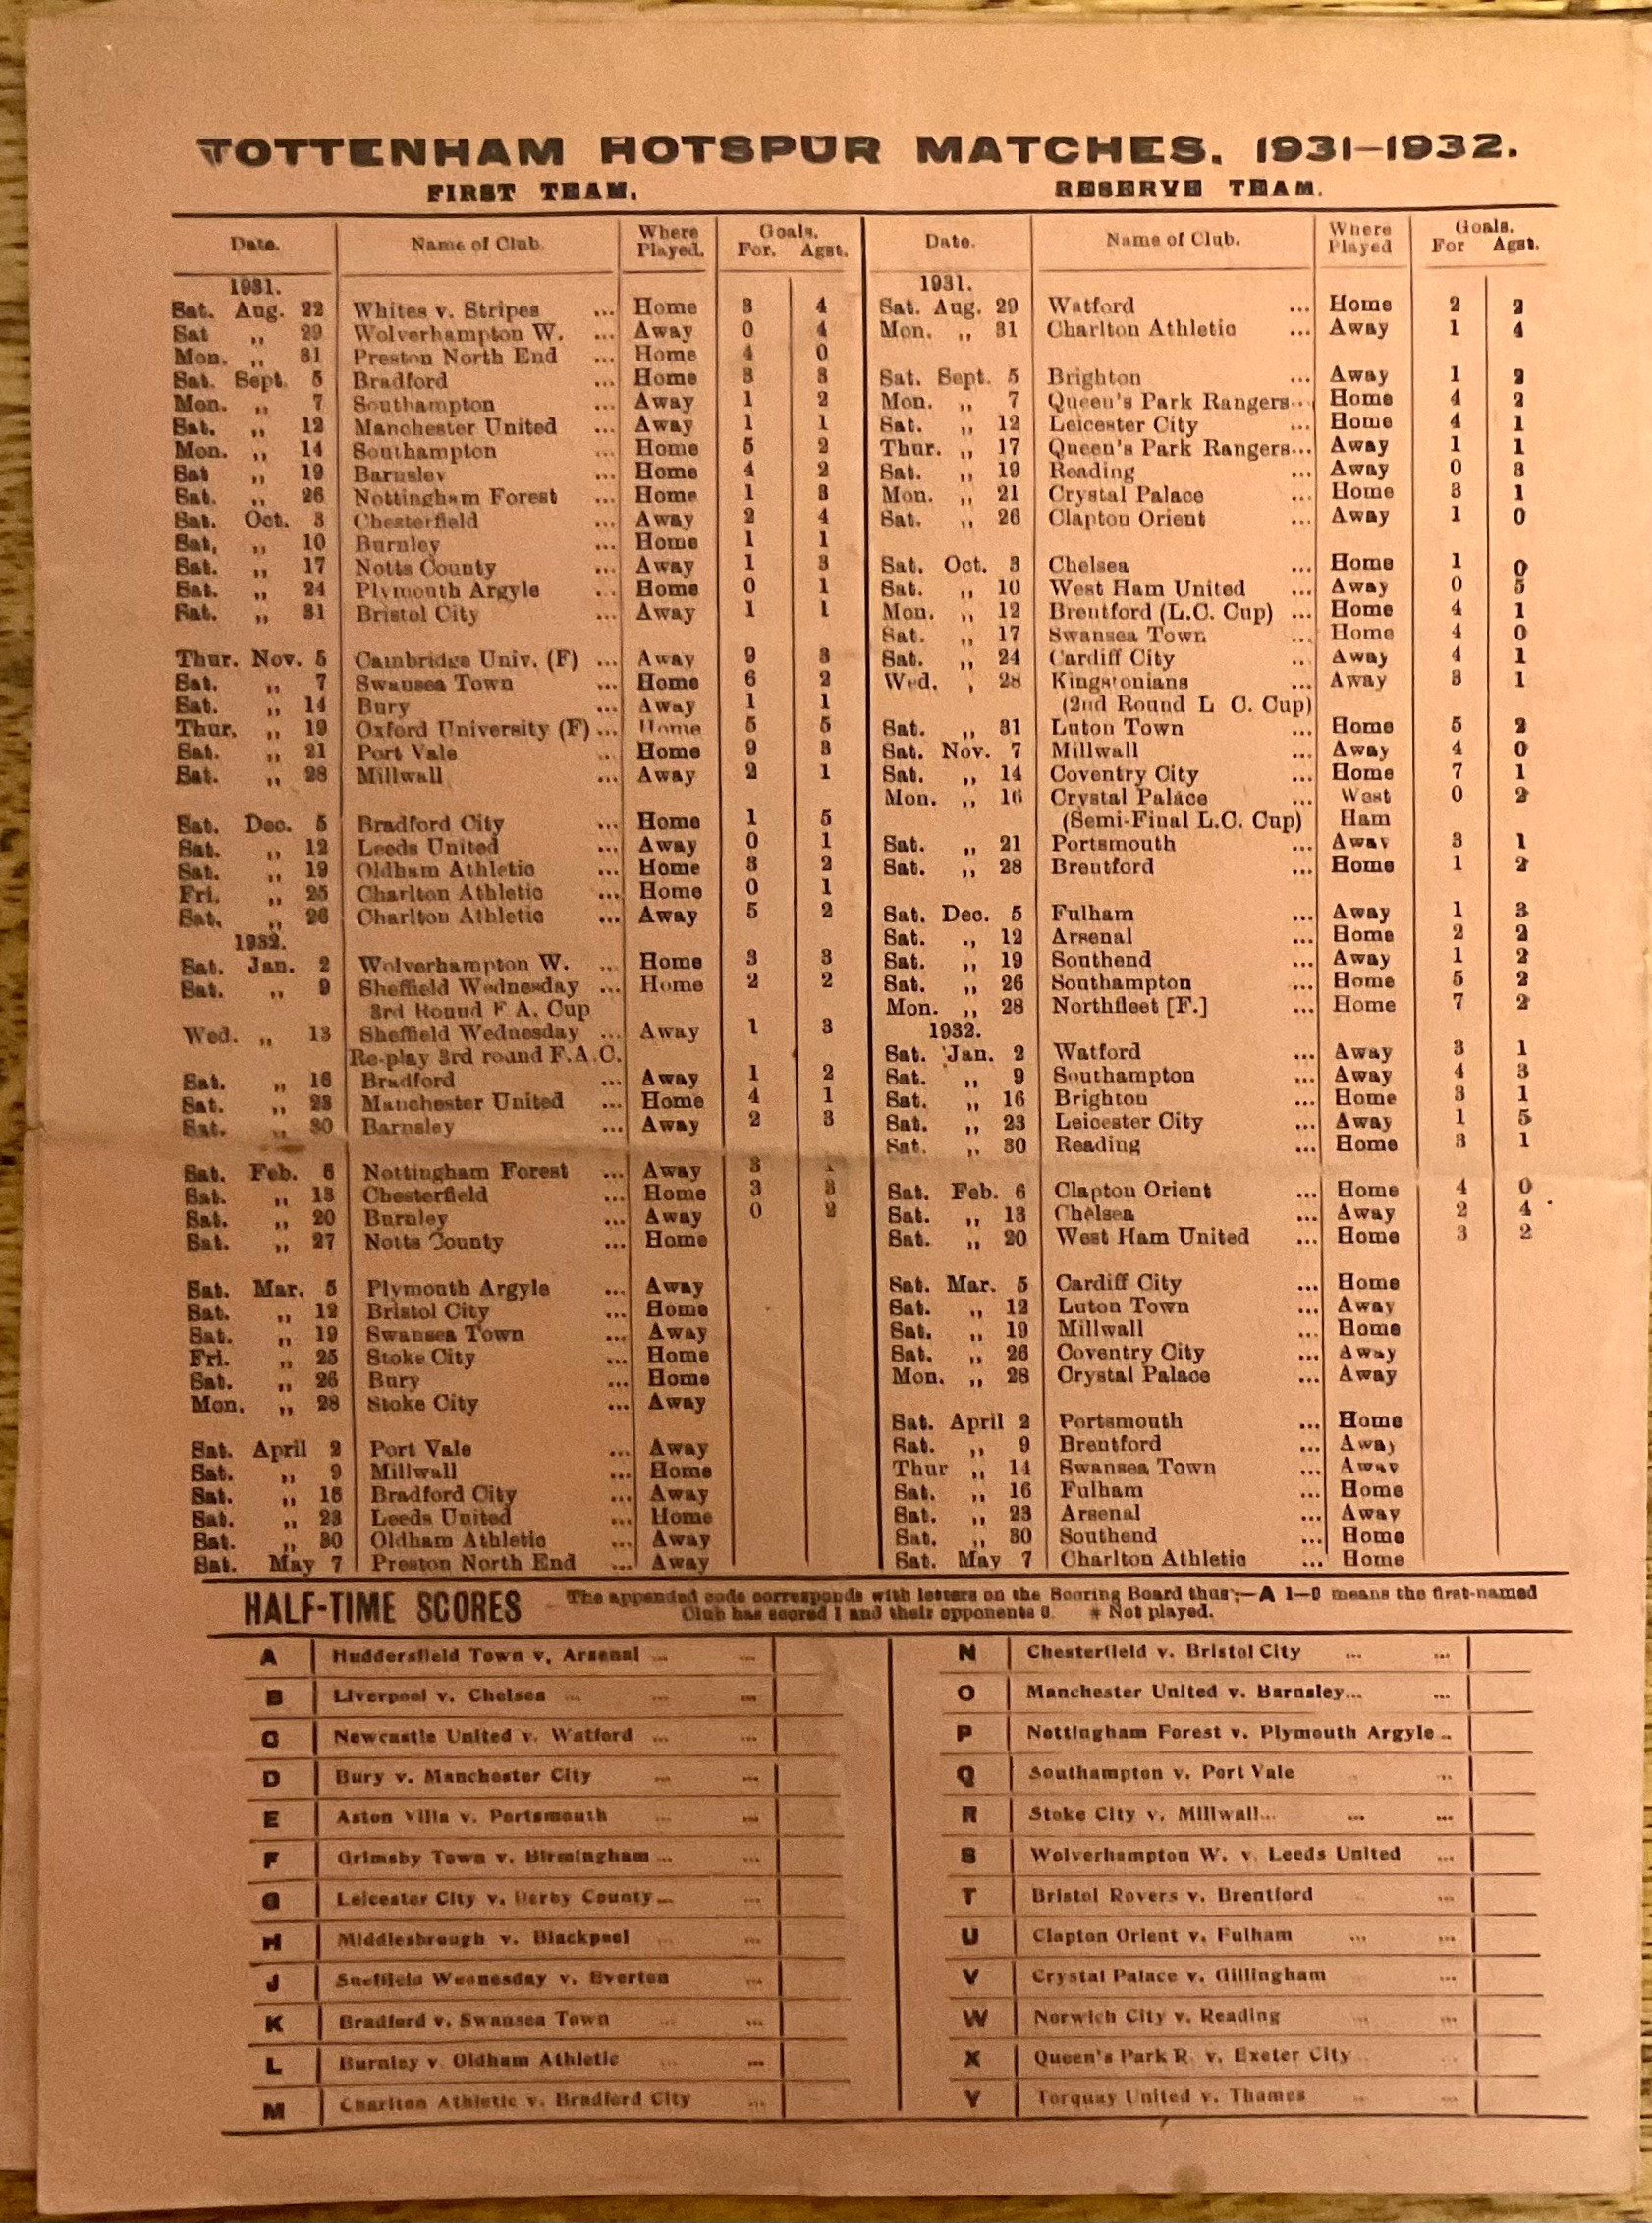 TOTTENHAM HOTSPUR MATCHES, 1931–1932.
FIRST TEAM.
Date. Name of Club. Where Played. Goals. For. Agst.
1931.
Sat. Aug. 22 Whites v. Stripes ... Home 3 4
Sat „ 29 Wolverhampton W. ... Away 0 4
Mon. „ 31 Preston North End ... Home 4 0
Sat. Sept. 5 Bradford ... Home 3 3
Mon. „ 7 Southampton ... Away 1 2
Sat. „ 12 Manchester United ... Away 1 1
Mon. „ 14 Southampton ... Home 5 2
Sat „ 19 Barnsley ... Home 4 2
Sat. „ 26 Nottingham Forest ... Home 1 3
Sat. Oct. 3 Chesterfield ... Away 2 4
Sat. „ 10 Burnley ... Home 1 1
Sat. „ 17 Notts County ... Away 1 3
Sat. „ 24 Plymouth Argyle ... Home 0 1
Sat. „ 31 Bristol City ... Away 1 1
Thur. Nov. 5 Cambridge Univ. (F) ... Away 9 3
Sat. „ 7 Swansea Town ... Home 6 2
Sat. „ 14 Bury ... Away 1 1
Thur. „ 19 Oxford University (F) ... Home 5 5
Sat. „ 21 Port Vale ... Home 9 3
Sat. „ 28 Millwall ... Away 2 1
Sat. Dec. 5 Bradford City ... Home 1 5
Sat. „ 12 Leeds United ... Away 0 1
Sat. „ 19 Oldham Athletic ... Home 3 2
Fri. „ 25 Charlton Athletic ... Home 0 1
Sat. „ 26 Charlton Athletic ... Away 5 2
1932.
Sat. Jan. 2 Wolverhampton W. ... Home 3 3
Sat. „ 9 Sheffield Wednesday ... Home 2 2
3rd Round F A. Cup
Wed. „ 13 Sheffield Wednesday ... Away 1 3
Re-play 3rd round F.A.C.
Sat. „ 16 Bradford ... Away 1 2
Sat. „ 23 Manchester United ... Home 4 1
Sat. „ 30 Barnsley ... Away 2 3
Sat. Feb. 6 Nottingham Forest ... Away 3 1
Sat. „ 13 Chesterfield ... Home 3 3
Sat. „ 20 Burnley ... Away 0 2
Sat. „ 27 Notts County ... Home
Sat. Mar. 5 Plymouth Argyle ... Away
Sat. „ 12 Bristol City ... Home
Sat. „ 19 Swansea Town ... Away
Fri. „ 25 Stoke City ... Home
Sat. „ 26 Bury ... Home
Mon. „ 28 Stoke City ... Away
Sat. April 2 Port Vale ... Away
Sat. „ 9 Millwall ... Home
Sat. „ 16 Bradford City ... Away
Sat. „ 23 Leeds United ... Home
Sat. „ 30 Oldham Athletic ... Away
Sat. May 7 Preston North End ... Away
RESERVE TEAM.
Date. Name of Club. Where Played Goals. For Agst.
1931.
Sat. Aug. 29 Watford ... Home 2 2
Mon. „ 31 Charlton Athletic ... Away 1 4
Sat. Sept. 5 Brighton ... Away 1 2
Mon. „ 7 Queen's Park Rangers... Home 4 2
Sat. „ 12 Leicester City ... Home 4 1
Thur. „ 17 Queen's Park Rangers... Away 1 1
Sat. „ 19 Reading ... Away 0 3
Mon. „ 21 Crystal Palace ... Home 3 1
Sat. „ 26 Clapton Orient ... Away 1 0
Sat. Oct. 3 Chelsea ... Home 1 0
Sat. „ 10 West Ham United ... Away 0 5
Mon. „ 12 Brentford (L.C. Cup) ... Home 4 1
Sat. „ 17 Swansea Town ... Home 4 0
Sat. „ 24 Cardiff City ... Away 4 1
Wed. „ 28 Kingstonians ... Away 3 1
(2nd Round L C. Cup)
Sat. „ 31 Luton Town ... Home 5 2
Sat. Nov. 7 Millwall ... Away 4 0
Sat. „ 14 Coventry City ... Home 7 1
Mon. „ 16 Crystal Palace ... West 0 2
(Semi-Final L.C. Cup) Ham
Sat. „ 21 Portsmouth ... Away 3 1
Sat. „ 28 Brentford ... Home 1 2
Sat. Dec. 5 Fulham ... Away 1 3
Sat. „ 12 Arsenal ... Home 2 2
Sat. „ 19 Southend ... Away 1 2
Sat. „ 26 Southampton ... Home 5 2
Mon. „ 28 Northfleet [F.] ... Home 7 2
1932.
Sat. Jan. 2 Watford ... Away 3 1
Sat. „ 9 Southampton ... Away 4 3
Sat. „ 16 Brighton ... Home 3 1
Sat. „ 23 Leicester City ... Away 1 5
Sat. „ 30 Reading ... Home 3 1
Sat. Feb. 6 Clapton Orient ... Home 4 0
Sat. „ 13 Chelsea ... Away 2 4
Sat. „ 20 West Ham United ... Home 3 2
Sat. Mar. 5 Cardiff City ... Home
Sat. „ 12 Luton Town ... Away
Sat. „ 19 Millwall ... Home
Sat. „ 26 Coventry City ... Away
Mon. „ 28 Crystal Palace ... Away
Sat. April 2 Portsmouth ... Home
Sat. „ 9 Brentford ... Away
Thur „ 14 Swansea Town ... Away
Sat. „ 16 Fulham ... Home
Sat. „ 23 Arsenal ... Away
Sat. „ 30 Southend ... Home
Sat. May 7 Charlton Athletic ... Home
HALF-TIME SCORES
The appended code corresponds with letters on the Scoring Board thus:—A 1–0 means the first-named
Club has scored 1 and their opponents 0. * Not played.
A Huddersfield Town v. Arsenal ... ...
B Liverpool v. Chelsea ... ... ...
C Newcastle United v. Watford ... ...
D Bury v. Manchester City ... ...
E Aston Villa v. Portsmouth ... ...
F Grimsby Town v. Birmingham ... ...
G Leicester City v. Derby County ... ...
H Middlesbrough v. Blackpool ... ...
J Sheffield Wednesday v. Everton ...
K Bradford v. Swansea Town ... ...
L Burnley v Oldham Athletic ... ...
M Charlton Athletic v. Bradford City ...
N Chesterfield v. Bristol City ... ...
O Manchester United v. Barnsley... ...
P Nottingham Forest v. Plymouth Argyle ..
Q Southampton v. Port Vale ... ...
R Stoke City v. Millwall... ... ...
S Wolverhampton W. v. Leeds United ...
T Bristol Rovers v. Brentford ... ...
U Clapton Orient v. Fulham ... ...
V Crystal Palace v. Gillingham ...
W Norwich City v. Reading ... ...
X Queen's Park R. v. Exeter City ... ...
Y Torquay United v. Thames ... ...